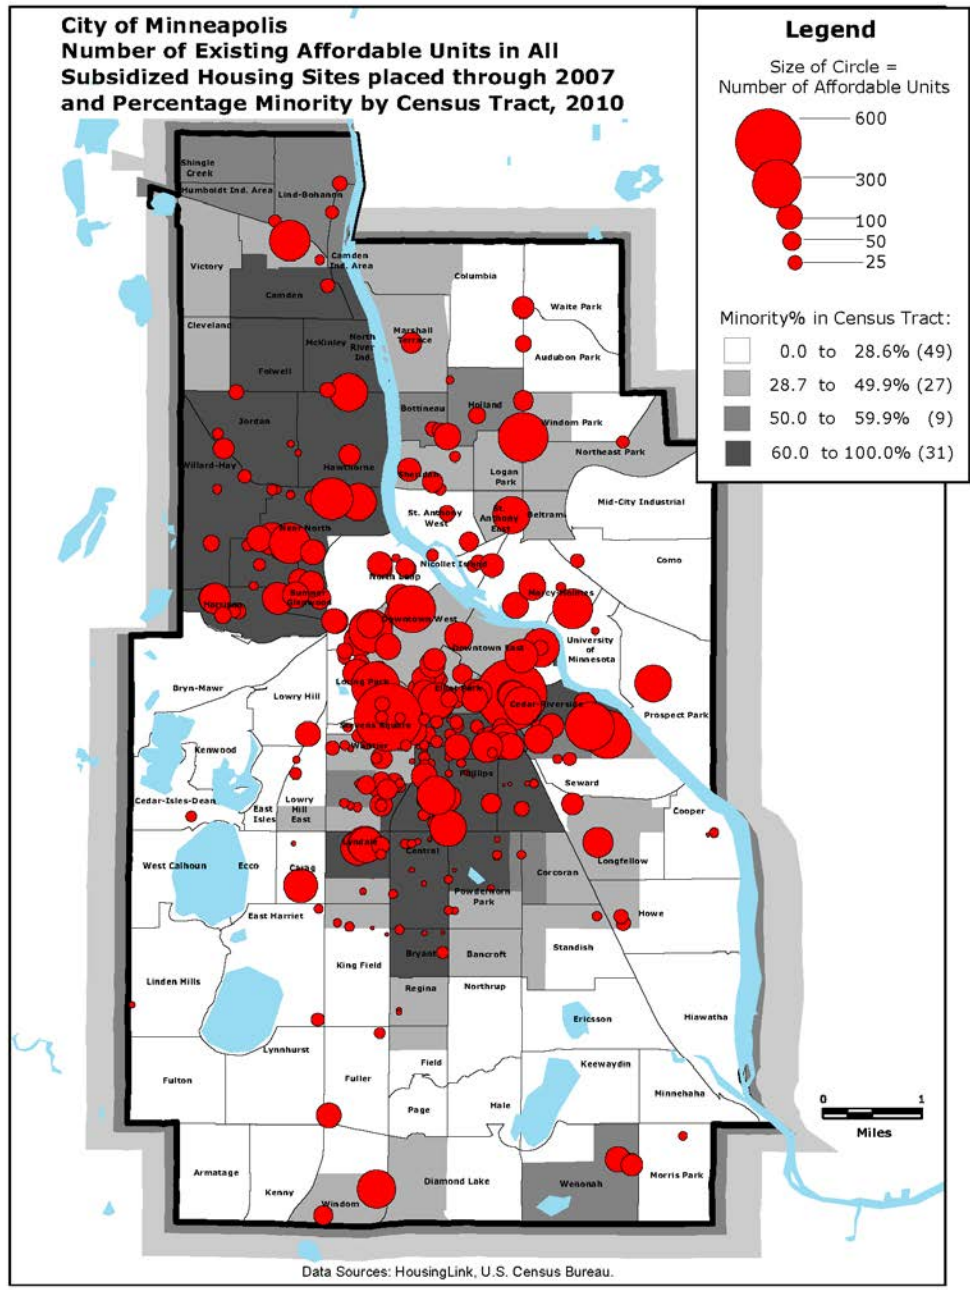 City of Minneapolis
Number of Existing Affordable Units in All
Subsidized Housing Sites placed through 2007
and Percentage Minority by Census Tract, 2010
Legend
Size of Circle =
Number of Affordable Units
600
300
100
50
25
Minority% in Census Tract:
0.0 to 28.6% (49)
28.7 to 49.9% (27)
50.0 to 59.9% (9)
60.0 to 100.0% (31)
Shingle
Creek
Humboldt Ind. Area
Lind-Bohanon
Victory
Camden
Ind. Area
Columbia
Waite Park
Camden
Cleveland
McKinley
North
River
Ind.
Marshall
Terrace
Audubon Park
Folwell
Jordan
Bottineau
Holland
Windom Park
Northeast Park
Willard-Hay
Hawthorne
Sheridan
Logan
Park
Mid-City Industrial
St. Anthony
West
St.
Anthony
East
Beltrami
Near North
Como
Nicollet Island
North Loop
Marcy-Holmes
Sumner
Glenwood
Harrison
Downtown West
Downtown East
University
of
Minnesota
Bryn-Mawr
Lowry Hill
Loring Park
Elliot Park
Cedar-Riverside
Prospect Park
Stevens Square
Kenwood
Whittier
Phillips
Seward
Cedar-Isles-Dean
East
Isles
Lowry
Hill
East
Cooper
West Calhoun
Ecco
Carag
Lyndale
Central
Longfellow
Corcoran
Powderhorn
Park
East Harriet
Howe
King Field
Bryant
Bancroft
Standish
Linden Hills
Regina
Northrup
Ericsson
Hiawatha
Lynnhurst
Fulton
Fuller
Field
Keewaydin
Minnehaha
Page
Hale
0 1
Miles
Armatage
Kenny
Windom
Diamond Lake
Wenonah
Morris Park
Data Sources: HousingLink, U.S. Census Bureau.